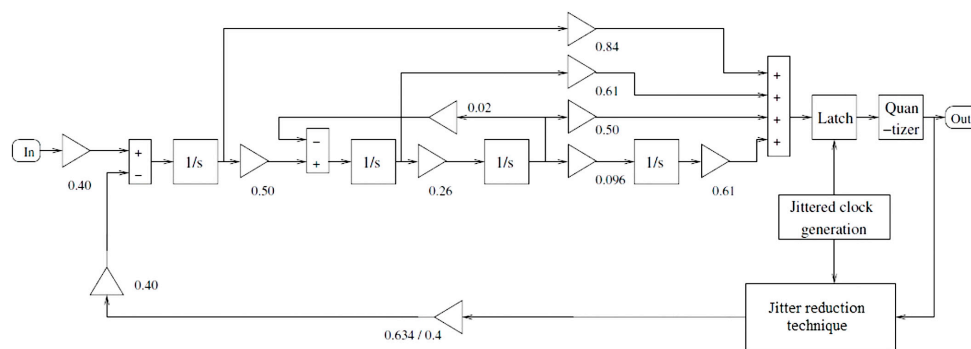 0.84
0.61
0.02
0.50
In
0.40
+
−
1/s
0.50
−
+
1/s
0.26
1/s
0.096
1/s
0.61
+
+
+
+
Latch
Quan
-tizer
Out
Jittered clock
generation
0.40
0.634 / 0.4
Jitter reduction
technique